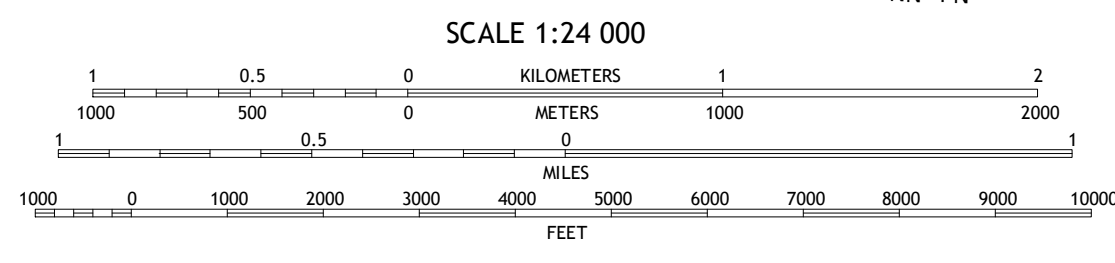 SCALE 1:24 000
1 0.5 0 KILOMETERS 1 2
1000 500 0 METERS 1000 2000
1 0.5 0 1
MILES
1000 0 1000 2000 3000 4000 5000 6000 7000 8000 9000 10000
FEET